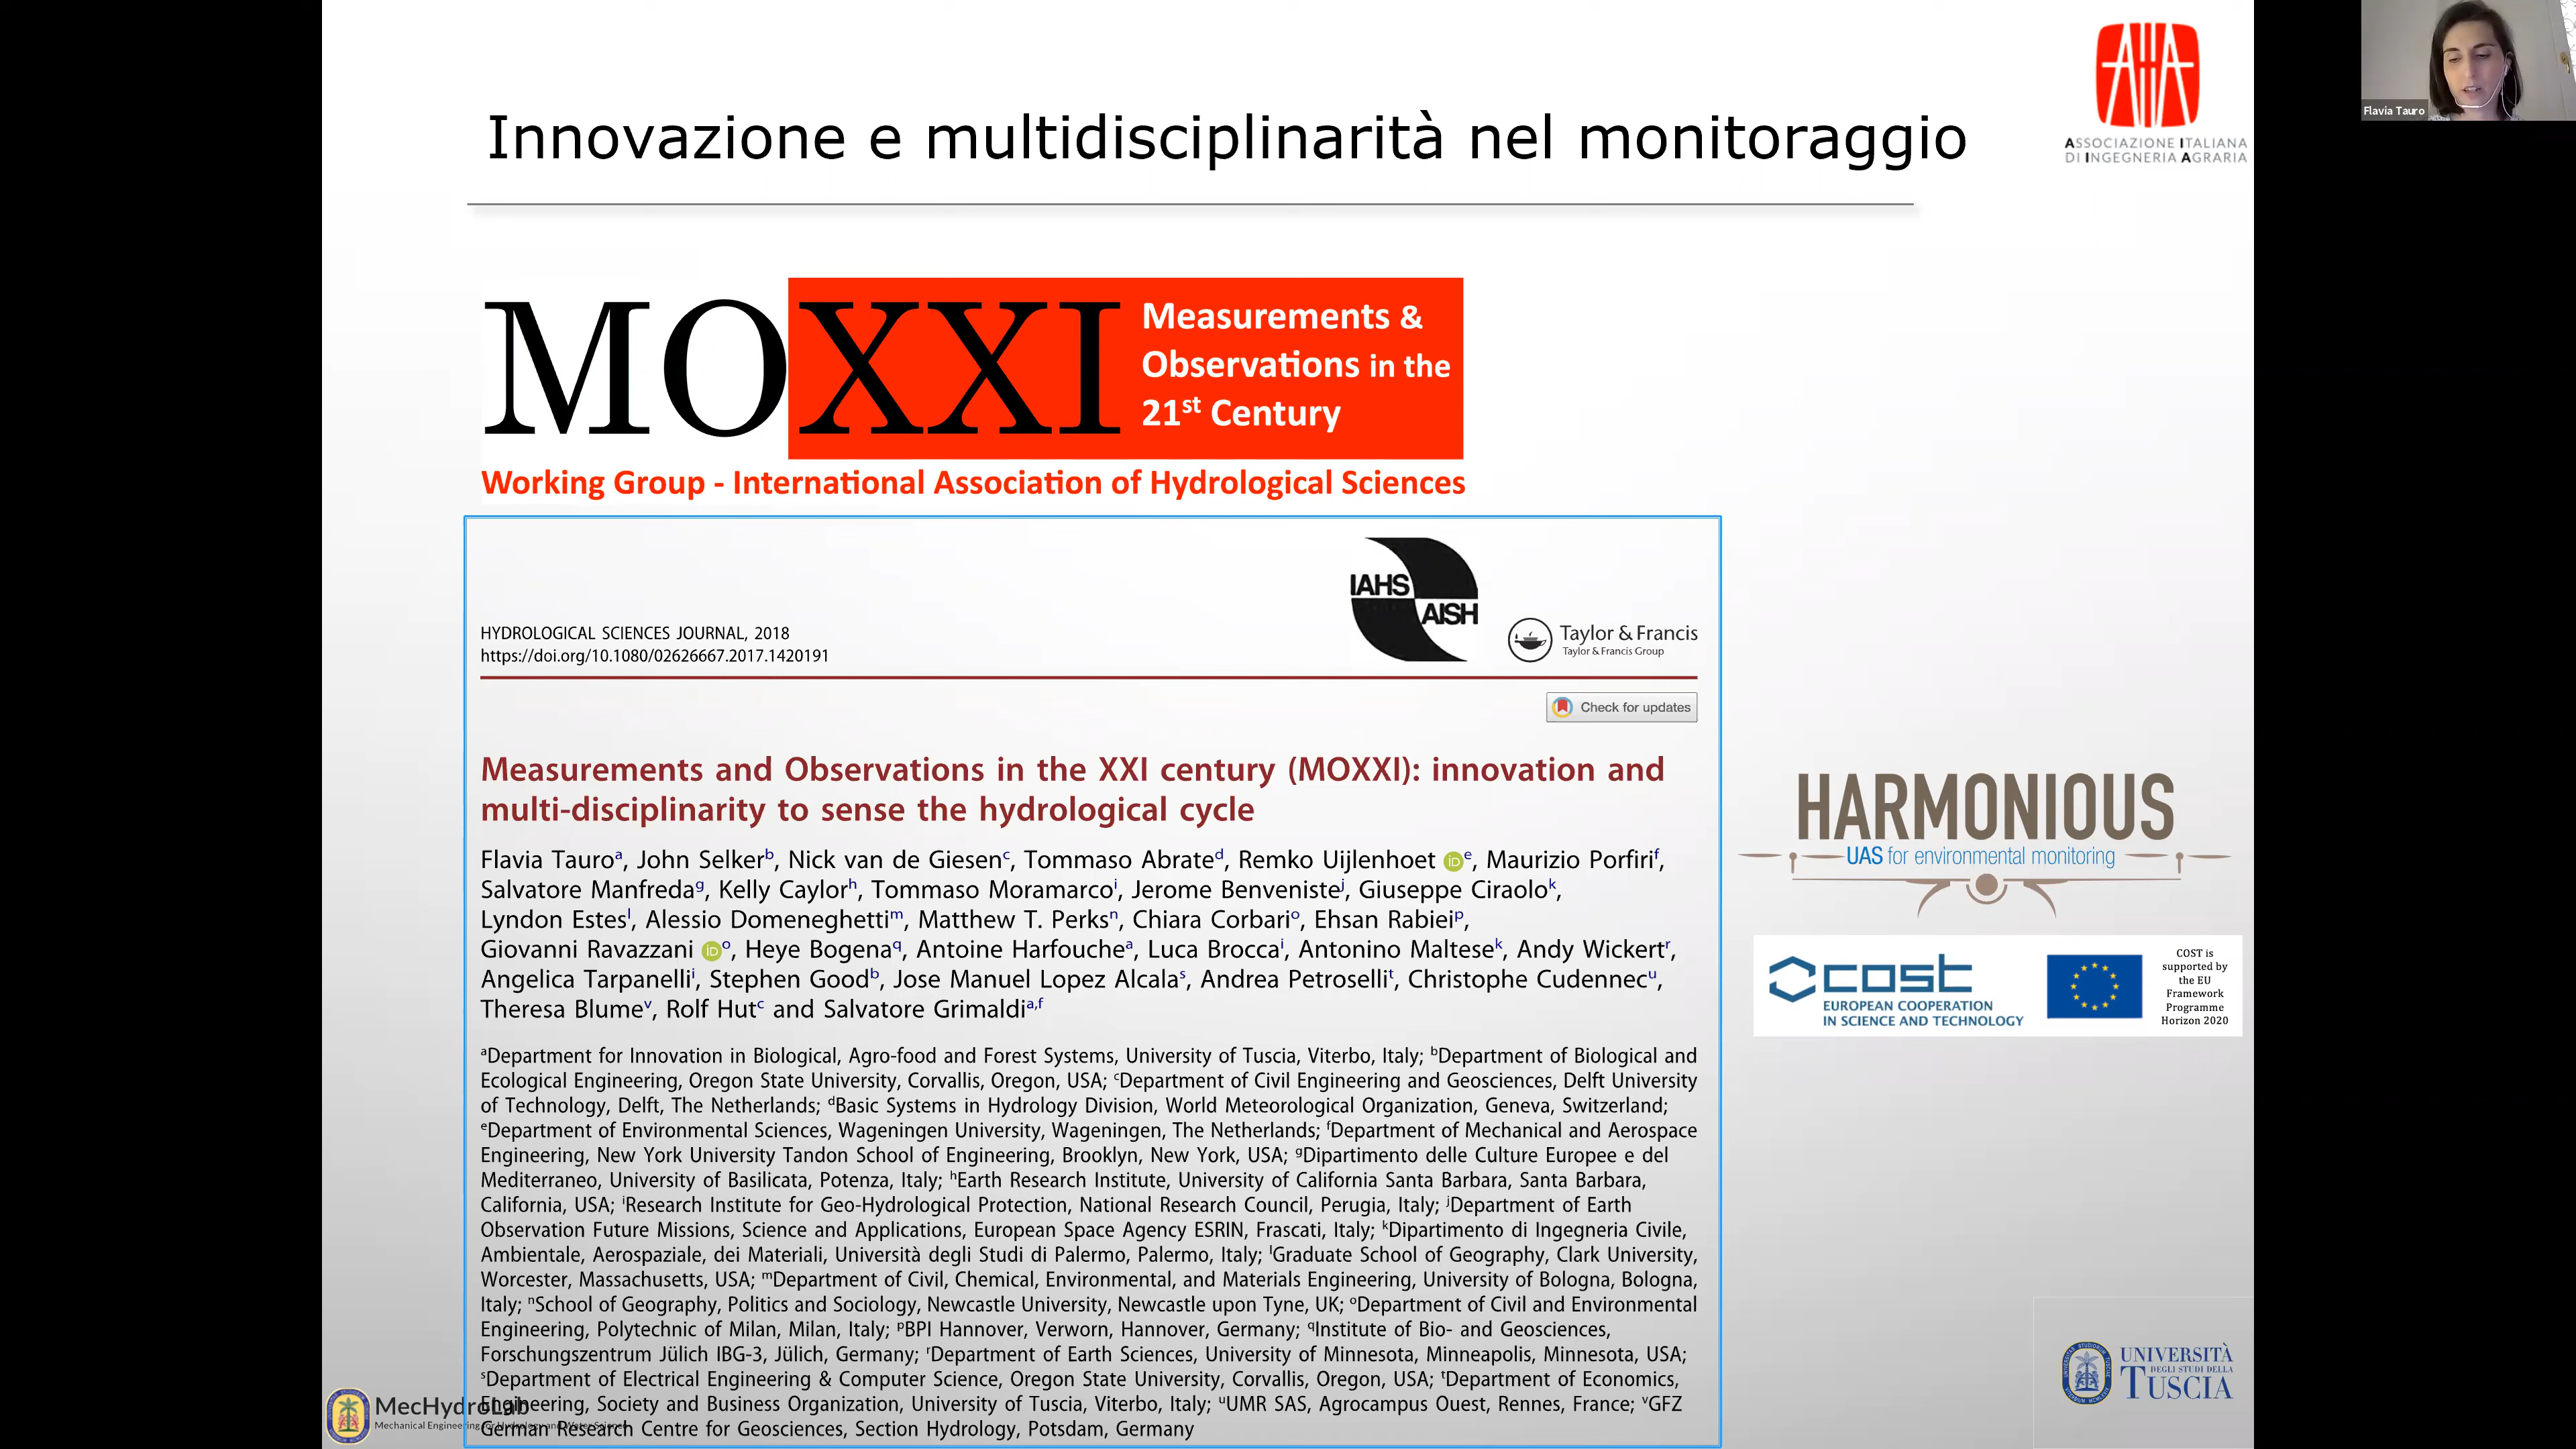 Innovazione e multidisciplinarità nel monitoraggio
AIIA
ASSOCIAZIONE ITALIANA
DI INGEGNERIA AGRARIA
Flavia Tauro
MOXXI
Measurements &
Observations in the
21st Century
Working Group - International Association of Hydrological Sciences
IAHS
AISH
HYDROLOGICAL SCIENCES JOURNAL, 2018
https://doi.org/10.1080/02626667.2017.1420191
Taylor & Francis
Taylor & Francis Group
Check for updates
Measurements and Observations in the XXI century (MOXXI): innovation and
multi-disciplinarity to sense the hydrological cycle
Flavia Tauroa, John Selkerb, Nick van de Giesenc, Tommaso Abrated, Remko Uijlenhoet iDe, Maurizio Porfirif,
Salvatore Manfredag, Kelly Caylorh, Tommaso Moramarcoi, Jerome Benvenistej, Giuseppe Ciraolok,
Lyndon Estesl, Alessio Domeneghettim, Matthew T. Perksn, Chiara Corbario, Ehsan Rabieip,
Giovanni Ravazzani iDo, Heye Bogenaq, Antoine Harfouchea, Luca Broccai, Antonino Maltesek, Andy Wickertr,
Angelica Tarpanellii, Stephen Goodb, Jose Manuel Lopez Alcalas, Andrea Petrosellit, Christophe Cudennecu,
Theresa Blumev, Rolf Hutc and Salvatore Grimaldia,f
aDepartment for Innovation in Biological, Agro-food and Forest Systems, University of Tuscia, Viterbo, Italy; bDepartment of Biological and
Ecological Engineering, Oregon State University, Corvallis, Oregon, USA; cDepartment of Civil Engineering and Geosciences, Delft University
of Technology, Delft, The Netherlands; dBasic Systems in Hydrology Division, World Meteorological Organization, Geneva, Switzerland;
eDepartment of Environmental Sciences, Wageningen University, Wageningen, The Netherlands; fDepartment of Mechanical and Aerospace
Engineering, New York University Tandon School of Engineering, Brooklyn, New York, USA; gDipartimento delle Culture Europee e del
Mediterraneo, University of Basilicata, Potenza, Italy; hEarth Research Institute, University of California Santa Barbara, Santa Barbara,
California, USA; iResearch Institute for Geo-Hydrological Protection, National Research Council, Perugia, Italy; jDepartment of Earth
Observation Future Missions, Science and Applications, European Space Agency ESRIN, Frascati, Italy; kDipartimento di Ingegneria Civile,
Ambientale, Aerospaziale, dei Materiali, Università degli Studi di Palermo, Palermo, Italy; lGraduate School of Geography, Clark University,
Worcester, Massachusetts, USA; mDepartment of Civil, Chemical, Environmental, and Materials Engineering, University of Bologna, Bologna,
Italy; nSchool of Geography, Politics and Sociology, Newcastle University, Newcastle upon Tyne, UK; oDepartment of Civil and Environmental
Engineering, Polytechnic of Milan, Milan, Italy; pBPI Hannover, Verworn, Hannover, Germany; qInstitute of Bio- and Geosciences,
Forschungszentrum Jülich IBG-3, Jülich, Germany; rDepartment of Earth Sciences, University of Minnesota, Minneapolis, Minnesota, USA;
sDepartment of Electrical Engineering & Computer Science, Oregon State University, Corvallis, Oregon, USA; tDepartment of Economics,
Engineering, Society and Business Organization, University of Tuscia, Viterbo, Italy; uUMR SAS, Agrocampus Ouest, Rennes, France; vGFZ
German Research Centre for Geosciences, Section Hydrology, Potsdam, Germany
HARMONIOUS
UAS for environmental monitoring
cost
EUROPEAN COOPERATION
IN SCIENCE AND TECHNOLOGY
COST is
supported by
the EU
Framework
Programme
Horizon 2020
MecHydroLab
Mechanical Engineering for Hydrology and Water Science
UNIVERSITÀ
DEGLI STUDI DELLA
TUSCIA